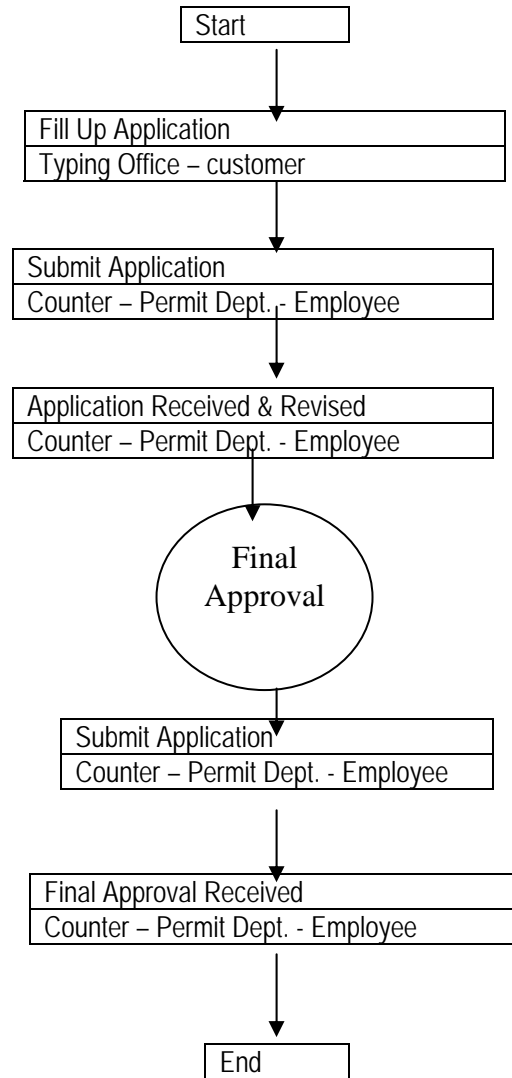 Start
Fill Up Application
Typing Office – customer
Submit Application
Counter – Permit Dept. - Employee
Application Received & Revised
Counter – Permit Dept. - Employee
Final
Approval
Submit Application
Counter – Permit Dept. - Employee
Final Approval Received
Counter – Permit Dept. - Employee
End